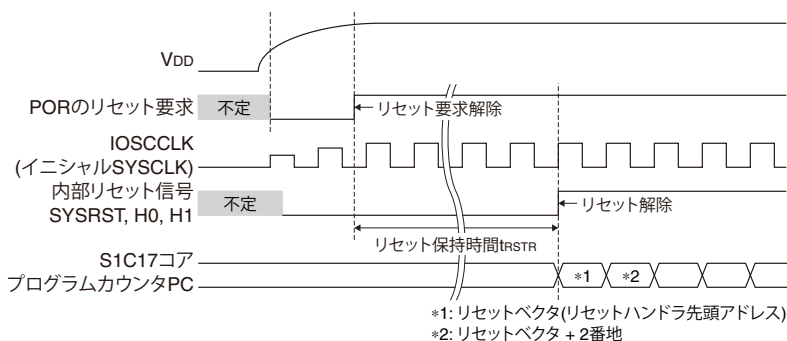 VDD
PORのリセット要求
不定
リセット要求解除
IOSCCLK
(イニシャルSYSCLK)
内部リセット信号
SYSRST, H0, H1
不定
リセット解除
リセット保持時間tRSTR
S1C17コア
プログラムカウンタPC
*1
*2
*1: リセットベクタ(リセットハンドラ先頭アドレス)
*2: リセットベクタ + 2番地